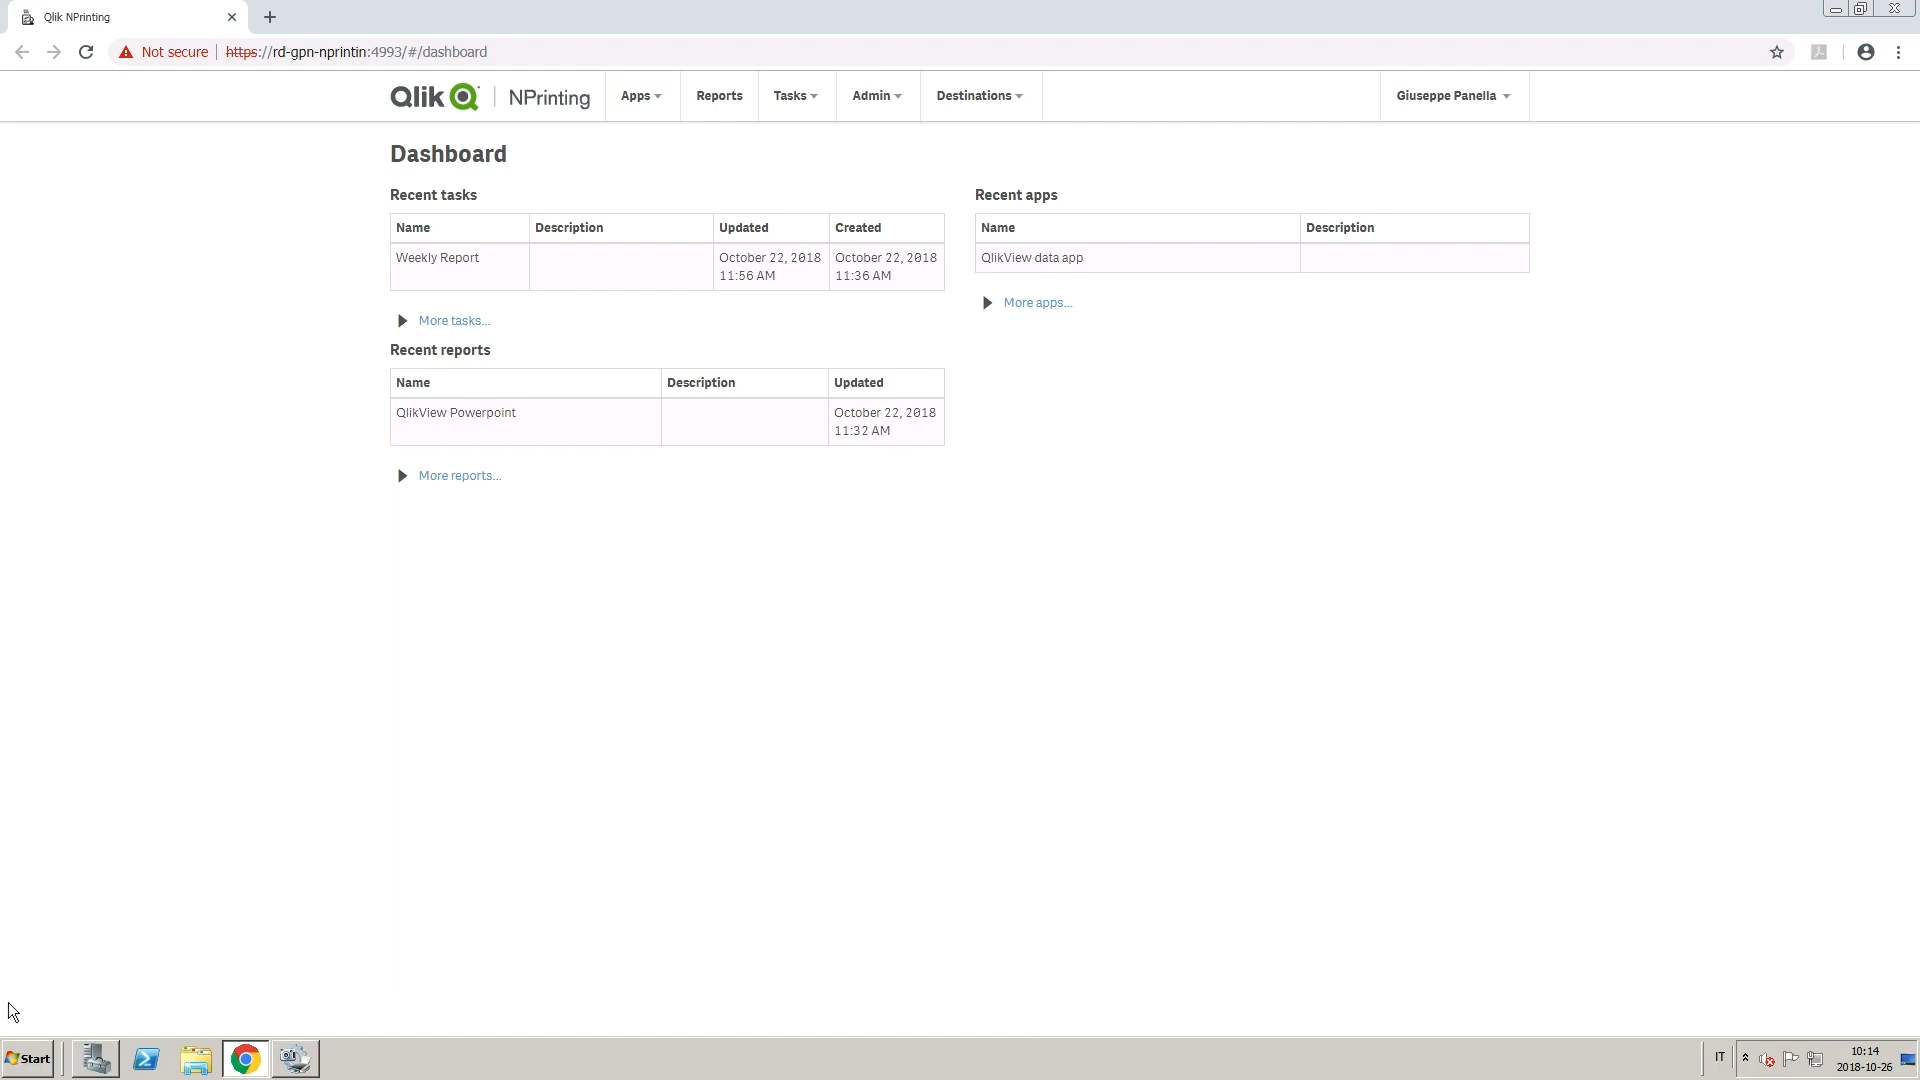 Qlik NPrinting
Not secure | https://rd-gpn-nprintin:4993/#/dashboard
Qlik | NPrinting Apps Reports Tasks Admin Destinations Giuseppe Panella
Dashboard
Recent tasks
Name Description Updated Created
Weekly Report October 22, 2018 11:56 AM October 22, 2018 11:36 AM
More tasks...
Recent reports
Name Description Updated
QlikView Powerpoint October 22, 2018 11:32 AM
More reports...
Recent apps
Name Description
QlikView data app
More apps...
Start IT 10:14
2018-10-26